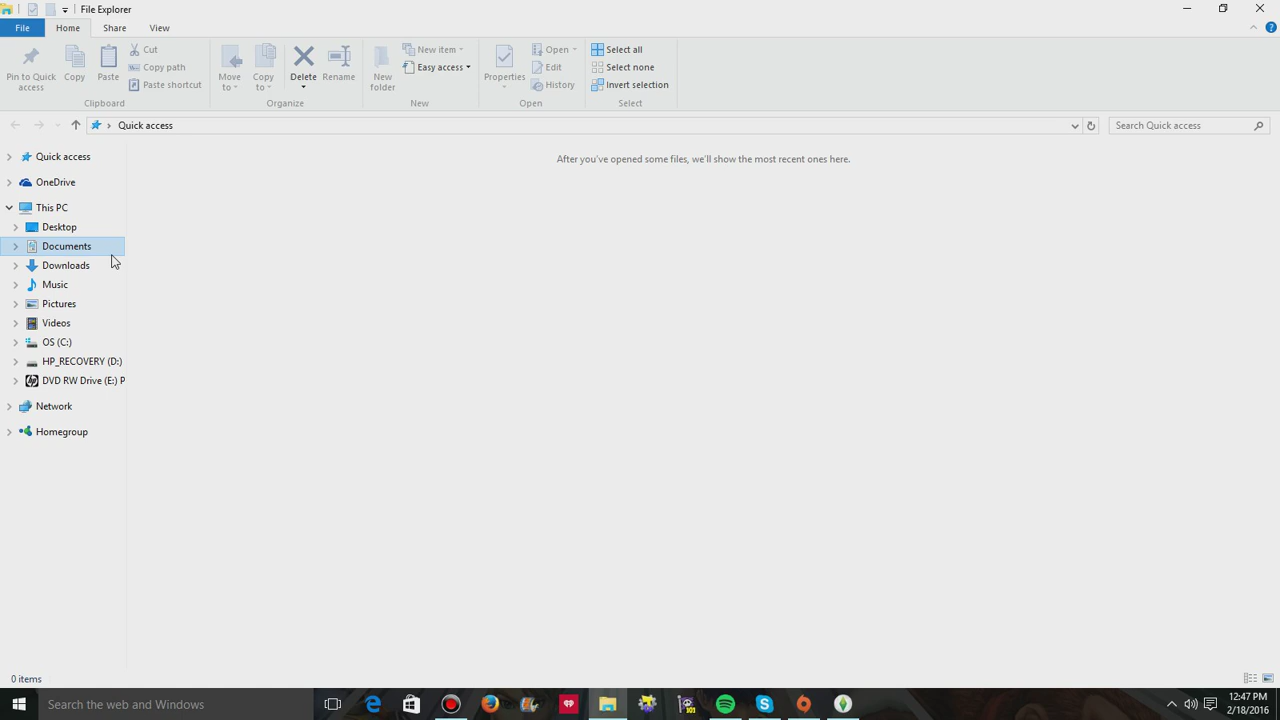 File Explorer
File Home Share View
Pin to Quick access
Copy
Paste
Cut
Copy path
Paste shortcut
Clipboard
Move to
Copy to
Delete
Rename
Organize
New folder
New item
Easy access
New
Properties
Open
Edit
History
Open
Select all
Select none
Invert selection
Select
Quick access
Search Quick access
After you've opened some files, we'll show the most recent ones here.
Quick access
OneDrive
This PC
Desktop
Documents
Downloads
Music
Pictures
Videos
OS (C:)
HP_RECOVERY (D:)
DVD RW Drive (E:) P
Network
Homegroup
0 items
Search the web and Windows
101
12:47 PM
2/18/2016